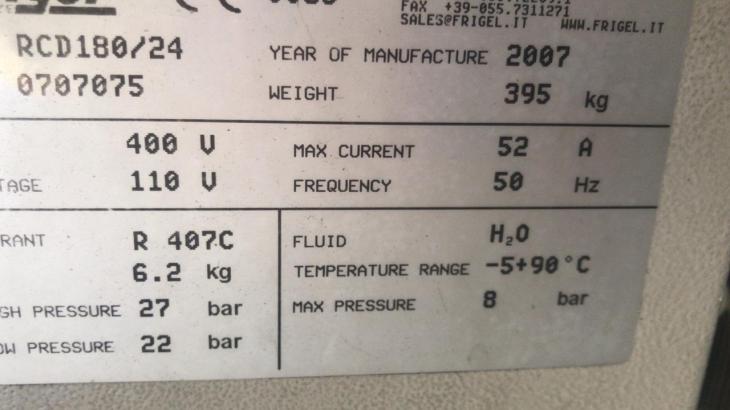 FAX +39-055.7311271
SALES@FRIGEL.IT WWW.FRIGEL.IT
RCD180/24 YEAR OF MANUFACTURE 2007
0707075 WEIGHT 395 kg
400 V MAX CURRENT 52 A
TAGE 110 V FREQUENCY 50 Hz
RANT R 407C FLUID H₂O
6.2 kg TEMPERATURE RANGE -5+90°C
GH PRESSURE 27 bar MAX PRESSURE 8 bar
OW PRESSURE 22 bar